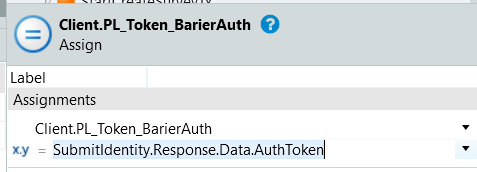 Client.PL_Token_BarierAuth ?
Assign
Label
Assignments
Client.PL_Token_BarierAuth
x.y = SubmitIdentity.Response.Data.AuthToken